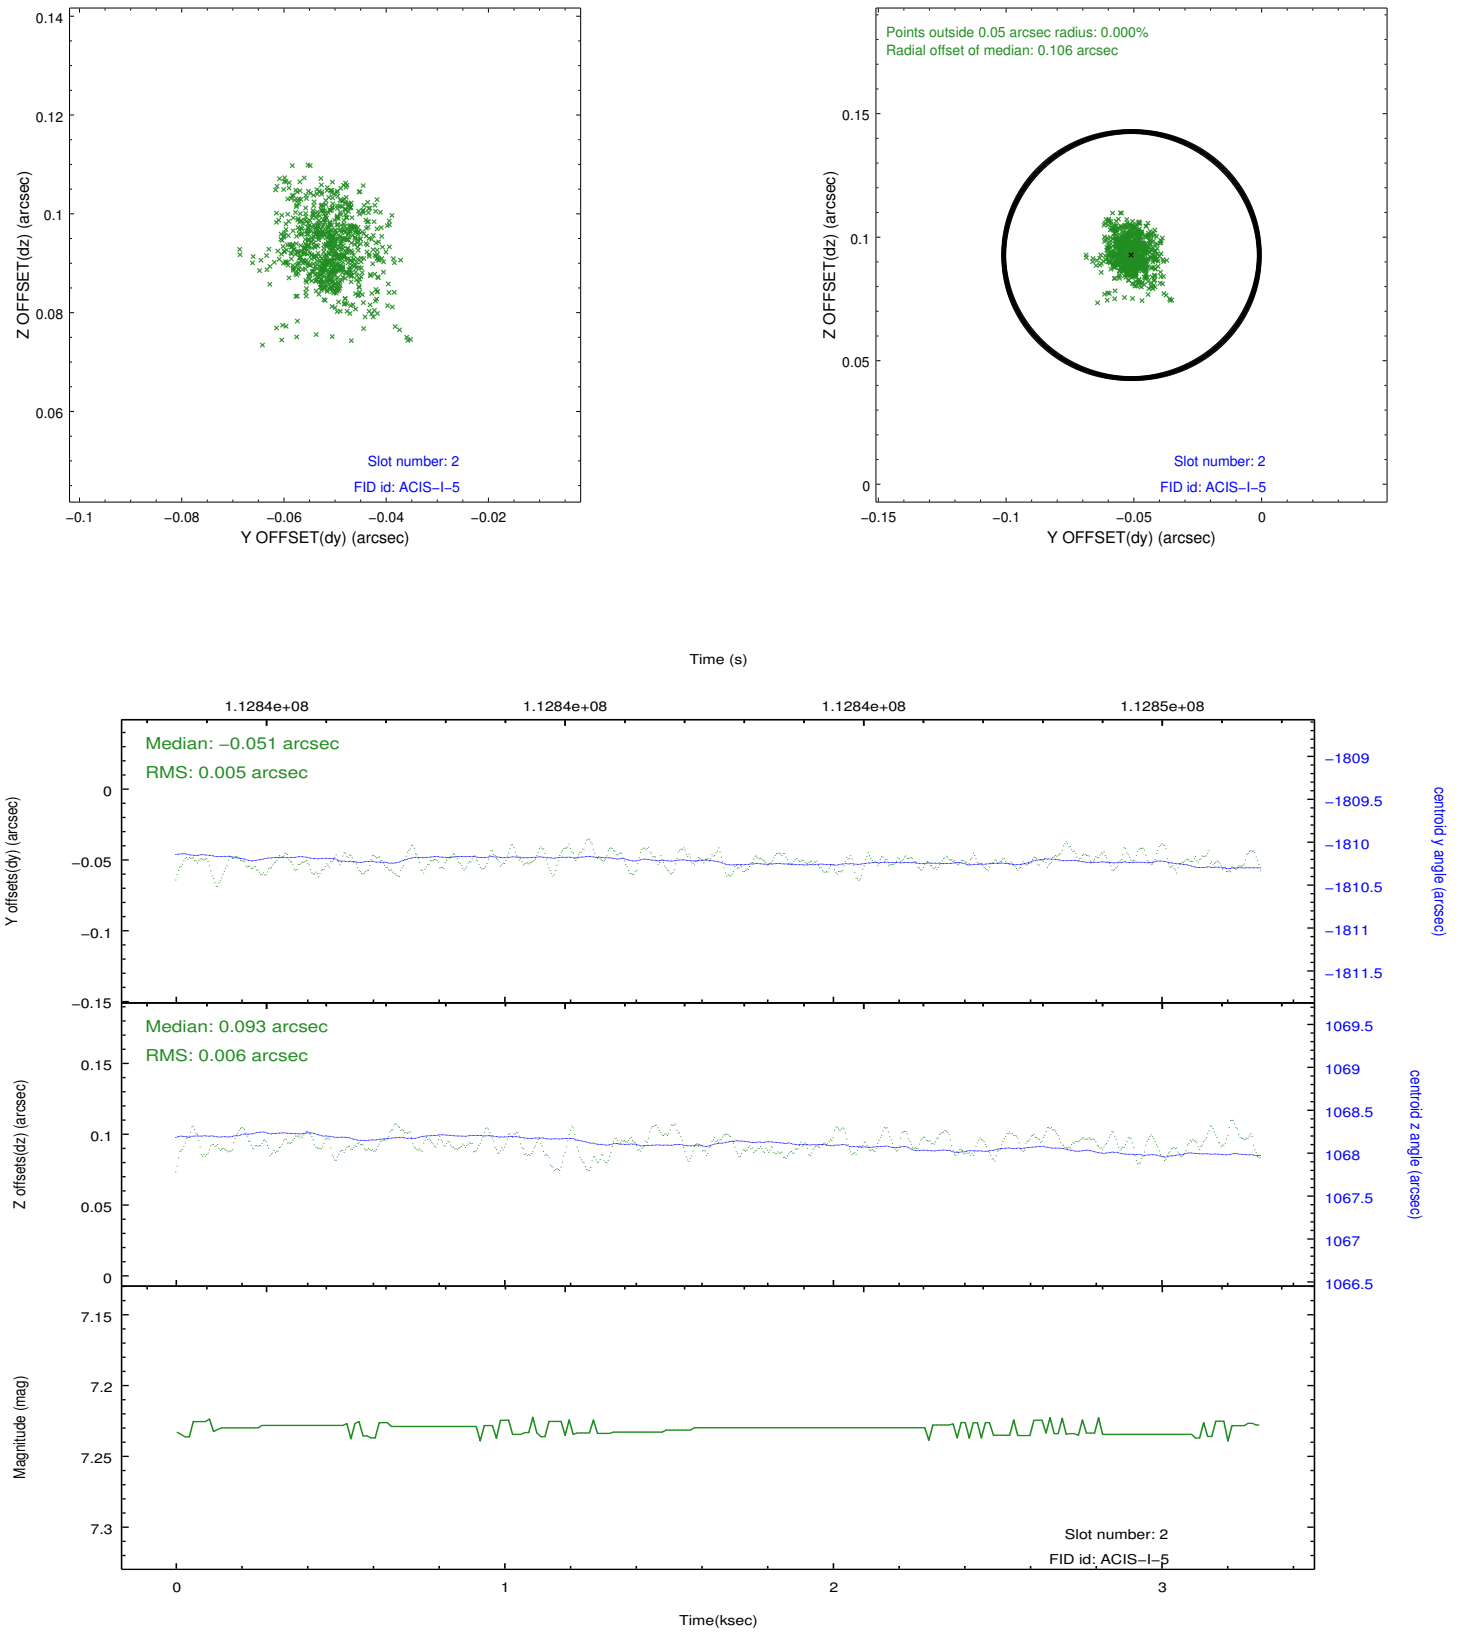 0.14
0.12
0.1
0.08
0.06
Z OFFSET(dz) (arcsec)
Slot number: 2
FID id: ACIS−I−5
−0.1 −0.08 −0.06 −0.04 −0.02
Y OFFSET(dy) (arcsec)
Points outside 0.05 arcsec radius: 0.000%
Radial offset of median: 0.106 arcsec
0.15
0.1
0.05
0
Z OFFSET(dz) (arcsec)
Slot number: 2
FID id: ACIS−I−5
−0.15 −0.1 −0.05 0
Y OFFSET(dy) (arcsec)
Time (s)
1.1284e+08 1.1284e+08 1.1284e+08 1.1285e+08
Median: −0.051 arcsec
RMS: 0.005 arcsec
0
−0.05
−0.1
−0.15
Y offsets(dy) (arcsec)
−1809
−1809.5
−1810
−1810.5
−1811
−1811.5
centroid y angle (arcsec)
Median: 0.093 arcsec
RMS: 0.006 arcsec
0.15
0.1
0.05
0
Z offsets(dz) (arcsec)
1069.5
1069
1068.5
1068
1067.5
1067
1066.5
centroid z angle (arcsec)
7.15
7.2
7.25
7.3
Magnitude (mag)
Slot number: 2
FID id: ACIS−I−5
0 1 2 3
Time(ksec)